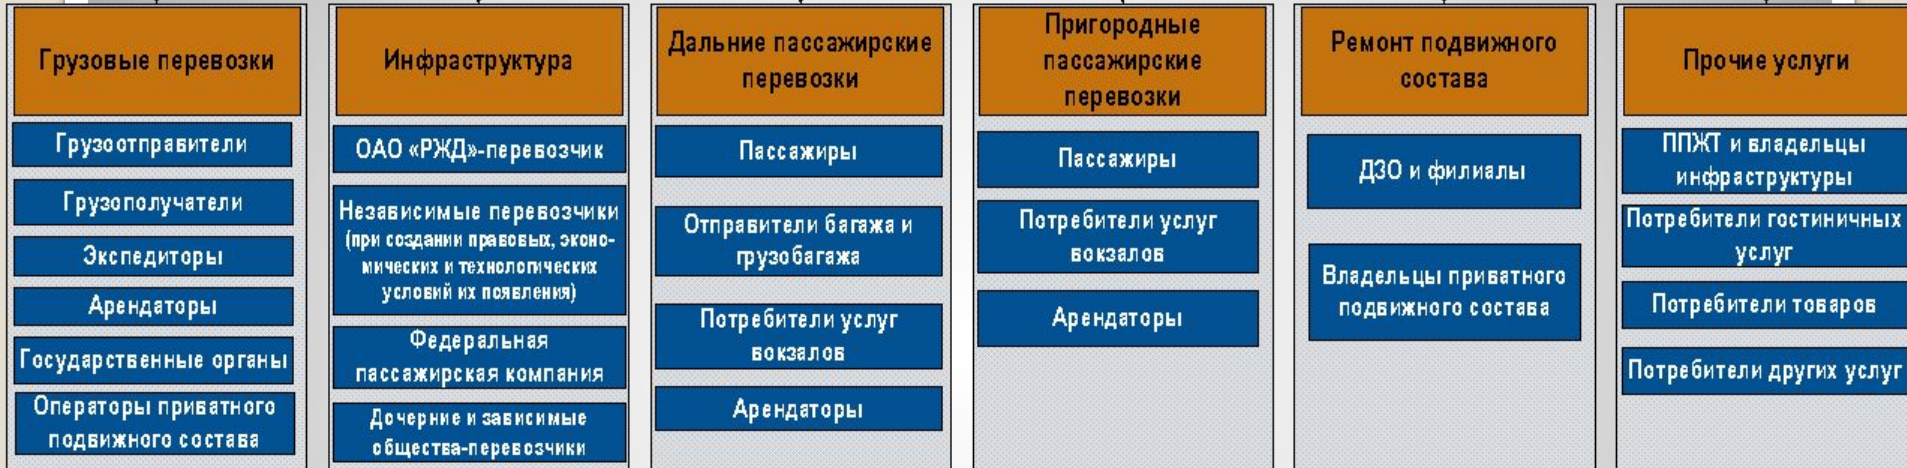 Грузовые перевозки
Грузоотправители
Грузополучатели
Экспедиторы
Арендаторы
Государственные органы
Операторы приватного
подвижного состава
Инфраструктура
ОАО «РЖД»-перевозчик
Независимые перевозчики
(при создании правовых, эконо-
мических и технологических
условий их появления)
Федеральная
пассажирская компания
Дочерние и зависимые
общества-перевозчики
Дальние пассажирские
перевозки
Пассажиры
Отправители багажа и
грузобагажа
Потребители услуг
вокзалов
Арендаторы
Пригородные
пассажирские
перевозки
Пассажиры
Потребители услуг
вокзалов
Арендаторы
Ремонт подвижного
состава
ДЗО и филиалы
Владельцы приватного
подвижного состава
Прочие услуги
ППЖТ и владельцы
инфраструктуры
Потребители гостиничных
услуг
Потребители товаров
Потребители других услуг